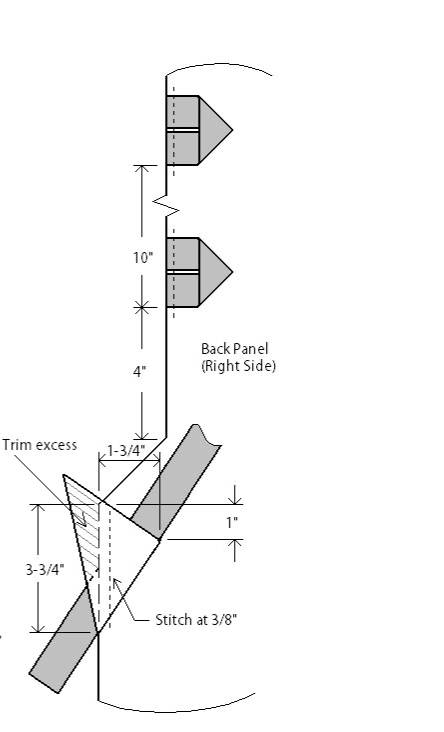 10"
Back Panel
(Right Side)
4"
Trim excess
1-3/4"
1"
3-3/4"
Stitch at 3/8"